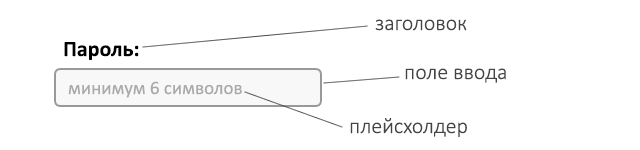 заголовок
Пароль:
поле ввода
минимум 6 символов
плейсхолдер